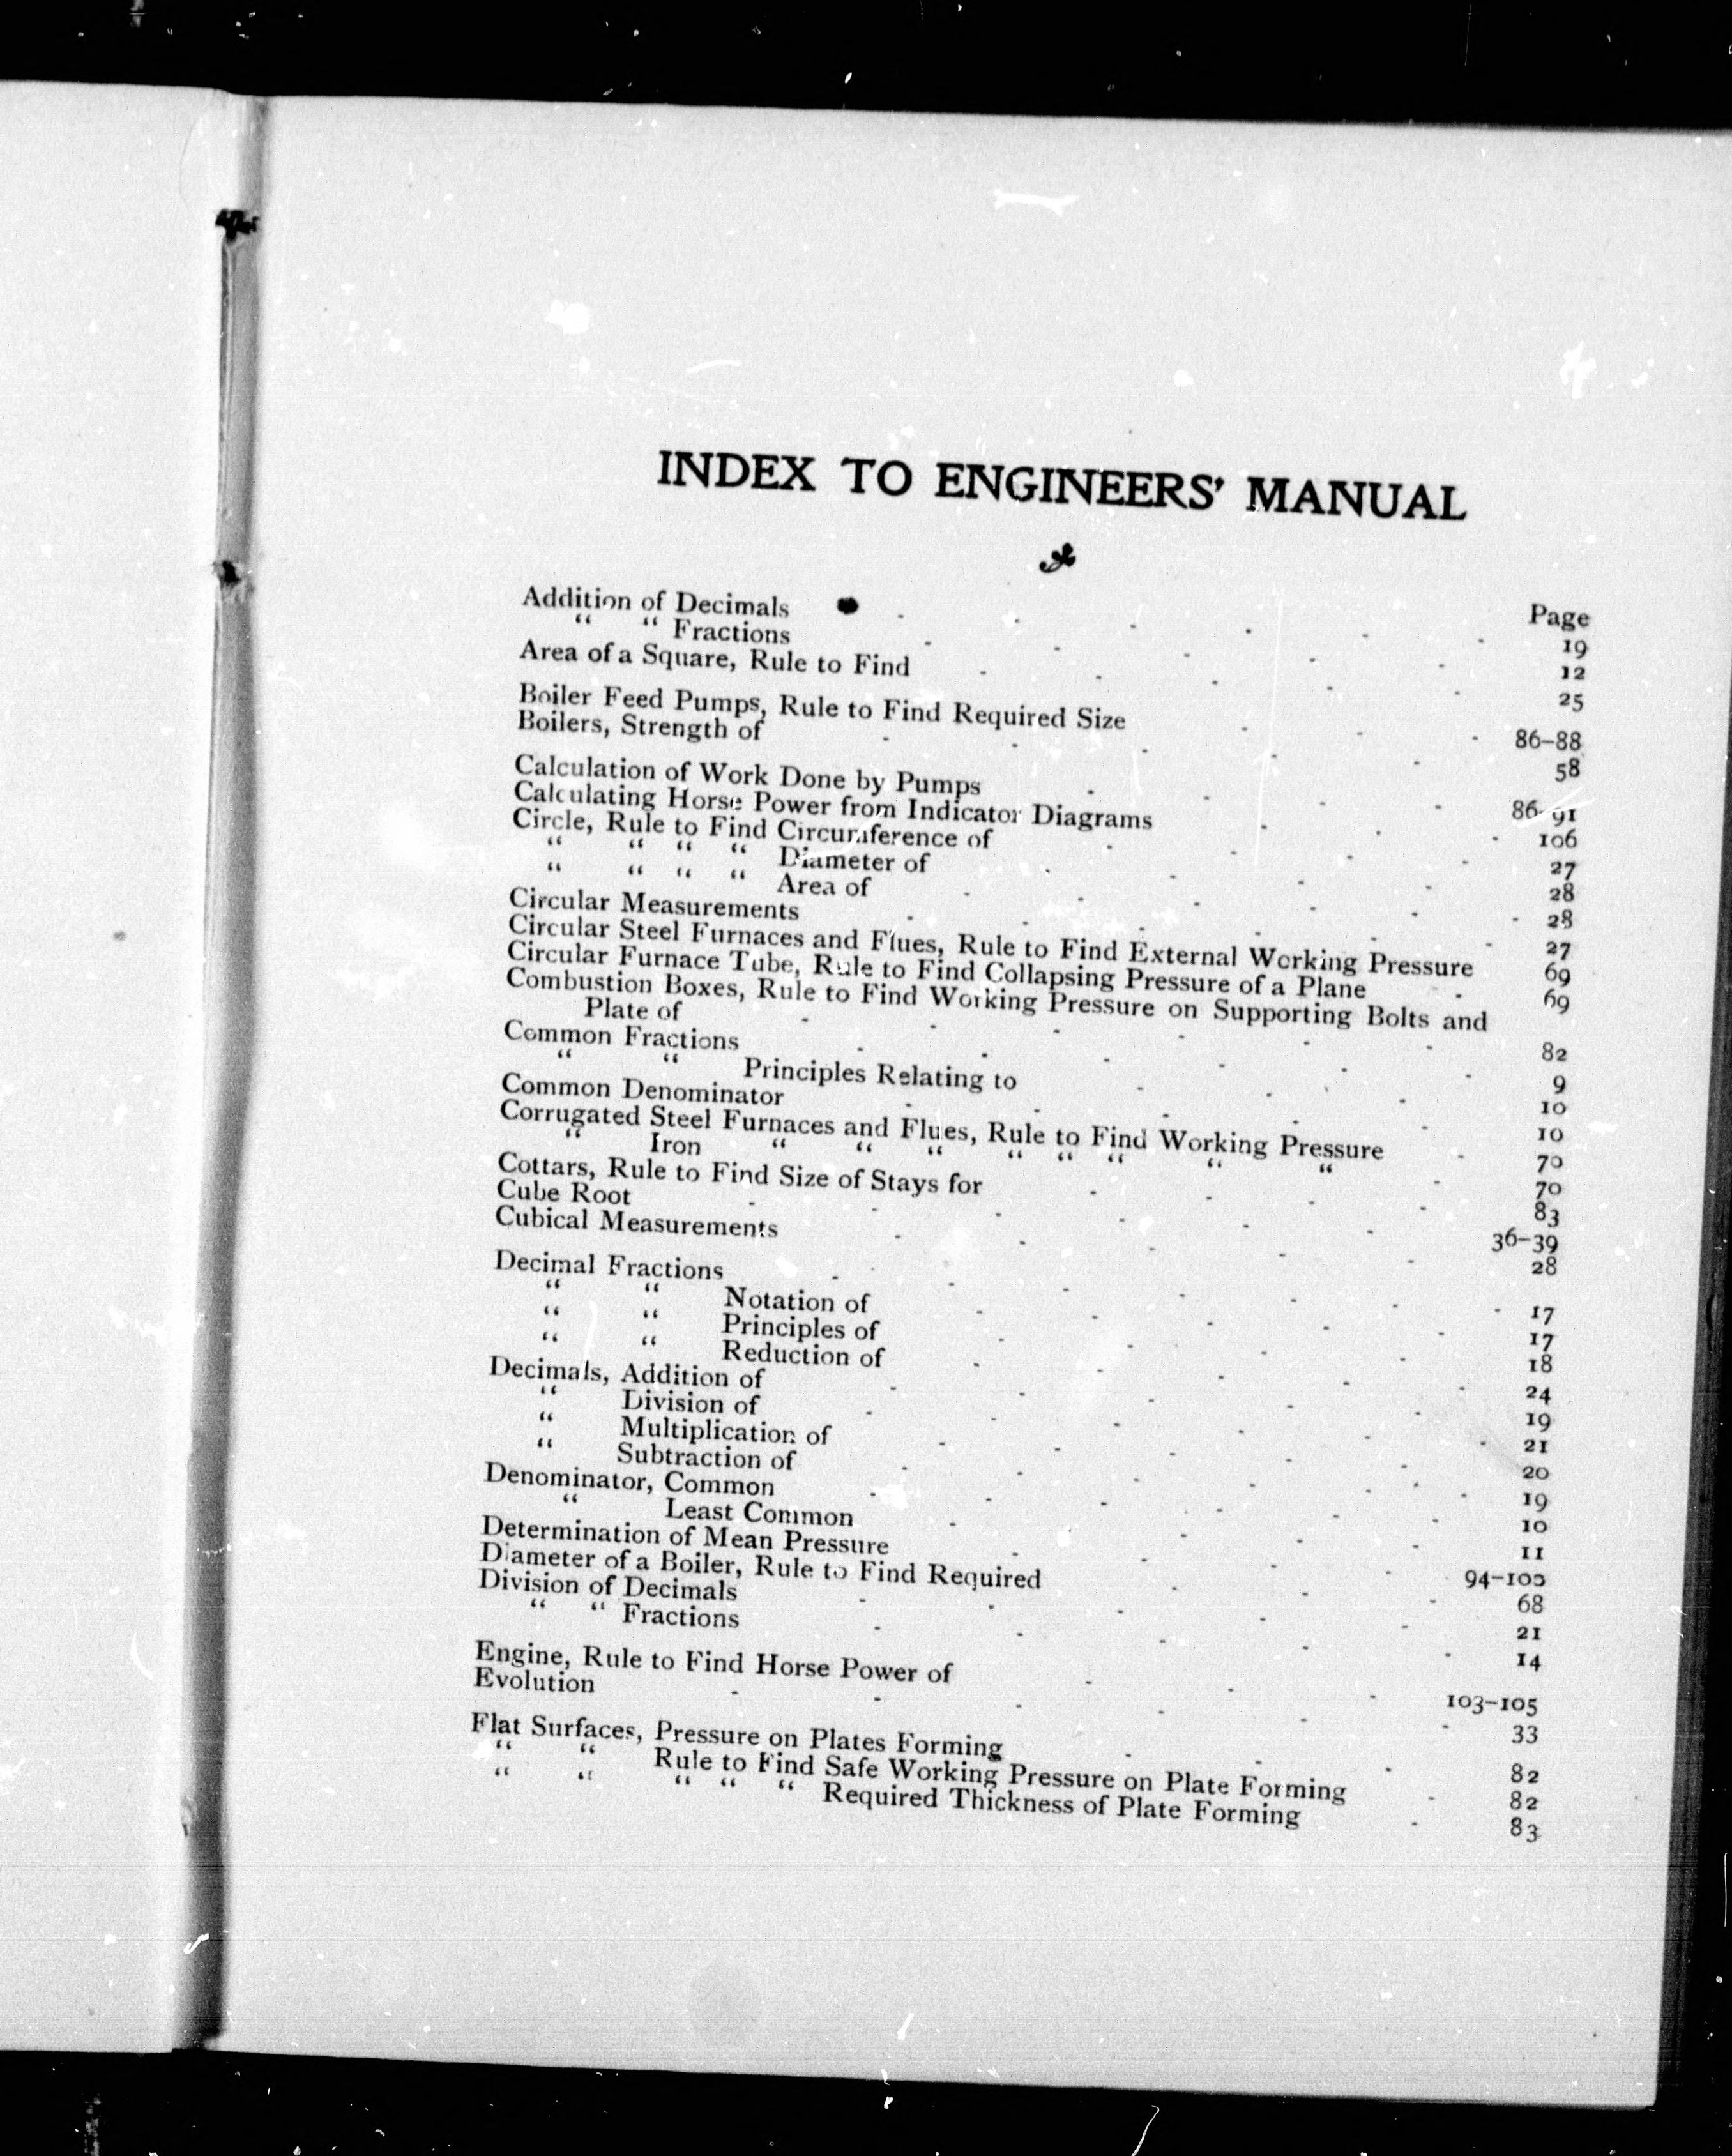 INDEX TO ENGINEERS' MANUAL
Page
Addition of Decimals - - - - - - 19
“ “ Fractions - - - - - 12
Area of a Square, Rule to Find - - - - - 25
Boiler Feed Pumps, Rule to Find Required Size - - - 86-88
Boilers, Strength of - - - - - 58
Calculation of Work Done by Pumps - - - - 86-91
Calculating Horse Power from Indicator Diagrams - - - 106
Circle, Rule to Find Circumference of - - - - 27
“ “ “ “ Diameter of - - - - 28
“ “ “ “ Area of - - - - - 28
Circular Measurements - - - - - - 27
Circular Steel Furnaces and Flues, Rule to Find External Working Pressure 69
Circular Furnace Tube, Rule to Find Collapsing Pressure of a Plane - 69
Combustion Boxes, Rule to Find Working Pressure on Supporting Bolts and
Plate of - - - - - - 82
Common Fractions - - - - - - 9
“ “ Principles Relating to - - - 10
Common Denominator - - - - - 10
Corrugated Steel Furnaces and Flues, Rule to Find Working Pressure - 70
“ Iron “ “ “ “ “ “ “ “ - 70
Cottars, Rule to Find Size of Stays for - - - - 83
Cube Root - - - - - - 36-39
Cubical Measurements - - - - - 28
Decimal Fractions - - - - - - 17
“ “ Notation of - - - - - 17
“ “ Principles of - - - - 18
“ “ Reduction of - - - - - 24
Decimals, Addition of - - - - - 19
“ Division of - - - - - - 21
“ Multiplication of - - - - - 20
“ Subtraction of - - - - - - 19
Denominator, Common - - - - - 10
“ Least Common - - - - - 11
Determination of Mean Pressure - - - - 94-100
Diameter of a Boiler, Rule to Find Required - - - 68
Division of Decimals - - - - - 21
“ “ Fractions - - - - - 14
Engine, Rule to Find Horse Power of - - - 103-105
Evolution - - - - - - 33
Flat Surfaces, Pressure on Plates Forming - - - 82
“ “ Rule to Find Safe Working Pressure on Plate Forming - 82
“ “ “ “ “ Required Thickness of Plate Forming - 83